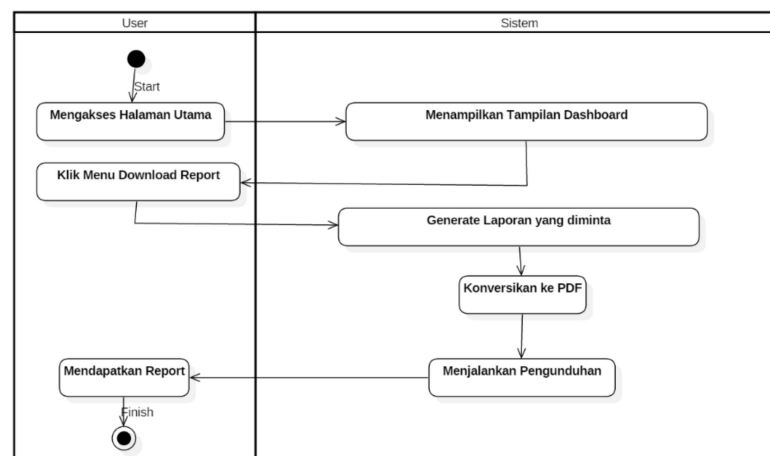 User
Sistem
Start
Mengakses Halaman Utama
Menampilkan Tampilan Dashboard
Klik Menu Download Report
Generate Laporan yang diminta
Konversikan ke PDF
Mendapatkan Report
Menjalankan Pengunduhan
Finish